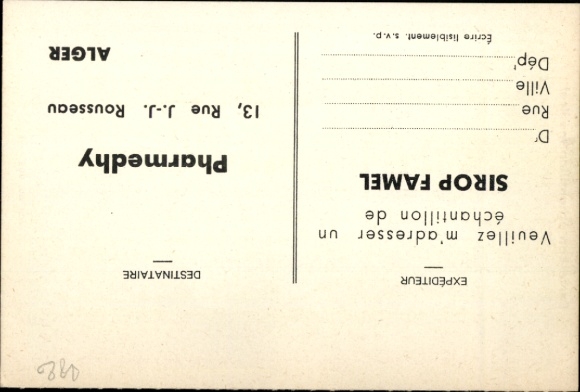 EXPÉDITEUR
Veuillez m'adresser un
échantillon de
SIROP FAMEL
Dr
Rue
Ville
Dépt
Écrire lisiblement. s.v.p.
DESTINATAIRE
Pharmedhy
13, Rue J.-J. Rousseau
ALGER